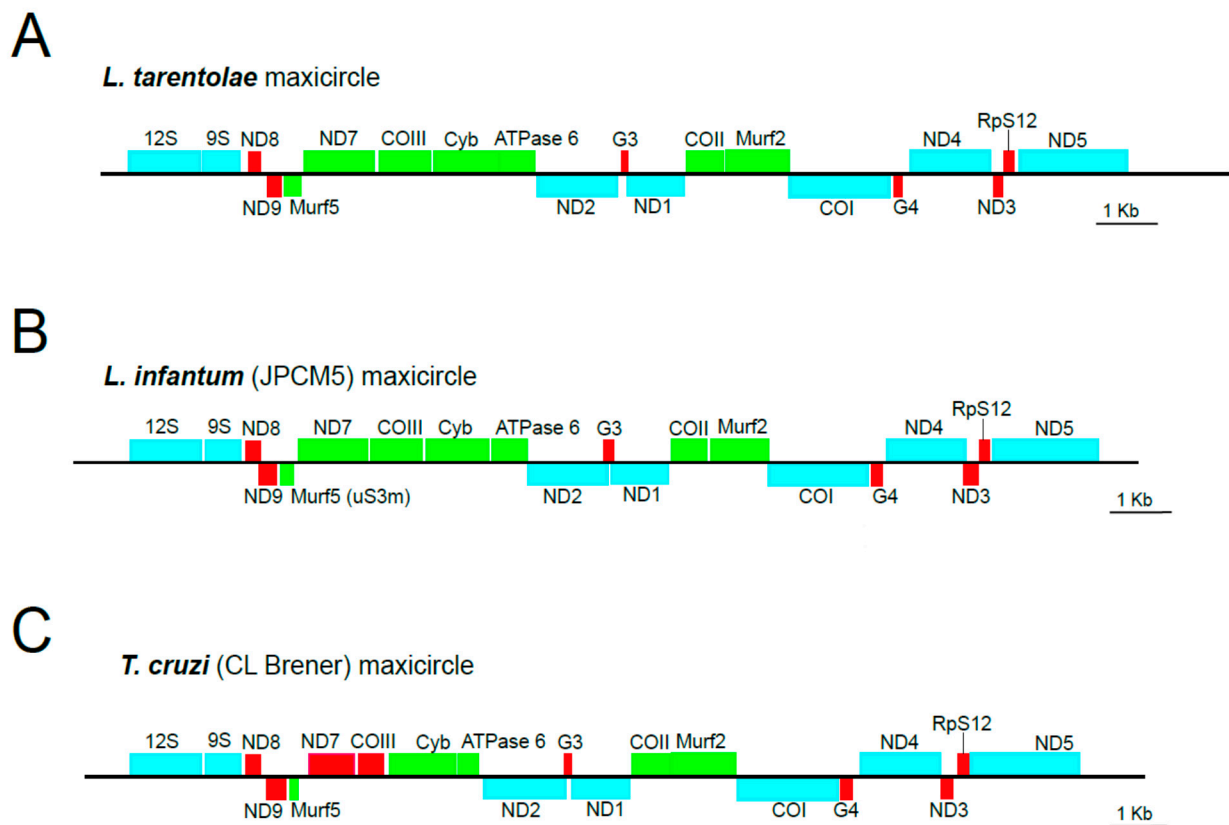 A
L. tarentolae maxicircle
RpS12
12S 9S ND8 ND7 COIII Cyb ATPase 6 G3 COII Murf2 ND4 ND5
ND9 Murf5 ND2 ND1 COI G4 ND3
1 Kb
B
L. infantum (JPCM5) maxicircle
RpS12
12S 9S ND8 ND7 COIII Cyb ATPase 6 G3 COII Murf2 ND4 ND5
ND9 Murf5 (uS3m) ND2 ND1 COI G4 ND3
1 Kb
C
T. cruzi (CL Brener) maxicircle
RpS12
12S 9S ND8 ND7 COIII Cyb ATPase 6 G3 COII Murf2 ND4 ND5
ND9 Murf5 ND2 ND1 COI G4 ND3
1 Kb